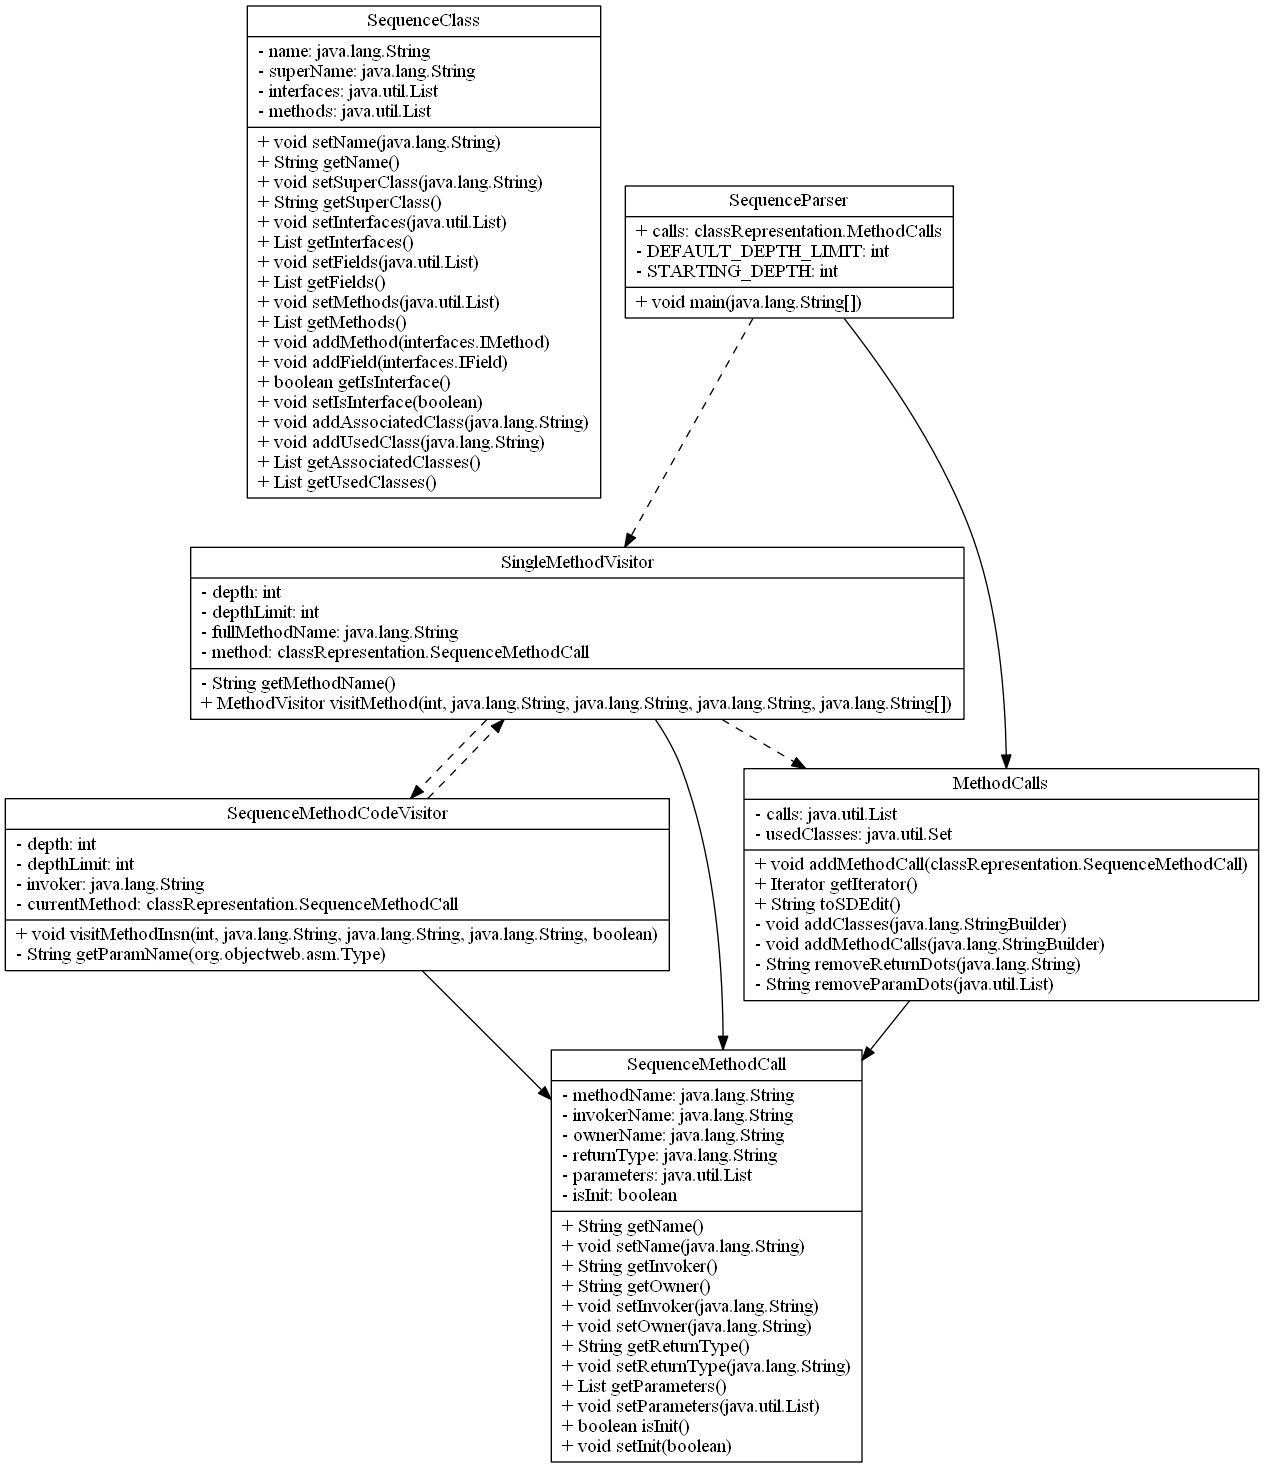 SequenceClass
- name: java.lang.String
- superName: java.lang.String
- interfaces: java.util.List
- methods: java.util.List
+ void setName(java.lang.String)
+ String getName()
+ void setSuperClass(java.lang.String)
+ String getSuperClass()
+ void setInterfaces(java.util.List)
+ List getInterfaces()
+ void setFields(java.util.List)
+ List getFields()
+ void setMethods(java.util.List)
+ List getMethods()
+ void addMethod(interfaces.IMethod)
+ void addField(interfaces.IField)
+ boolean getIsInterface()
+ void setIsInterface(boolean)
+ void addAssociatedClass(java.lang.String)
+ void addUsedClass(java.lang.String)
+ List getAssociatedClasses()
+ List getUsedClasses()
SequenceParser
+ calls: classRepresentation.MethodCalls
- DEFAULT_DEPTH_LIMIT: int
- STARTING_DEPTH: int
+ void main(java.lang.String[])
SingleMethodVisitor
- depth: int
- depthLimit: int
- fullMethodName: java.lang.String
- method: classRepresentation.SequenceMethodCall
- String getMethodName()
+ MethodVisitor visitMethod(int, java.lang.String, java.lang.String, java.lang.String, java.lang.String[])
SequenceMethodCodeVisitor
- depth: int
- depthLimit: int
- invoker: java.lang.String
- currentMethod: classRepresentation.SequenceMethodCall
+ void visitMethodInsn(int, java.lang.String, java.lang.String, java.lang.String, boolean)
- String getParamName(org.objectweb.asm.Type)
MethodCalls
- calls: java.util.List
- usedClasses: java.util.Set
+ void addMethodCall(classRepresentation.SequenceMethodCall)
+ Iterator getIterator()
+ String toSDEdit()
- void addClasses(java.lang.StringBuilder)
- void addMethodCalls(java.lang.StringBuilder)
- String removeReturnDots(java.lang.String)
- String removeParamDots(java.util.List)
SequenceMethodCall
- methodName: java.lang.String
- invokerName: java.lang.String
- ownerName: java.lang.String
- returnType: java.lang.String
- parameters: java.util.List
- isInit: boolean
+ String getName()
+ void setName(java.lang.String)
+ String getInvoker()
+ String getOwner()
+ void setInvoker(java.lang.String)
+ void setOwner(java.lang.String)
+ String getReturnType()
+ void setReturnType(java.lang.String)
+ List getParameters()
+ void setParameters(java.util.List)
+ boolean isInit()
+ void setInit(boolean)